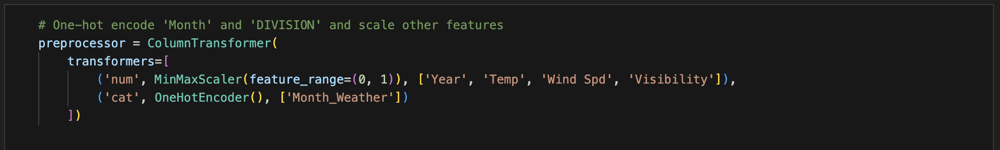 # One-hot encode 'Month' and 'DIVISION' and scale other features
preprocessor = ColumnTransformer(
    transformers=[
        ('num', MinMaxScaler(feature_range=(0, 1)), ['Year', 'Temp', 'Wind Spd', 'Visibility']),
        ('cat', OneHotEncoder(), ['Month_Weather'])
    ])